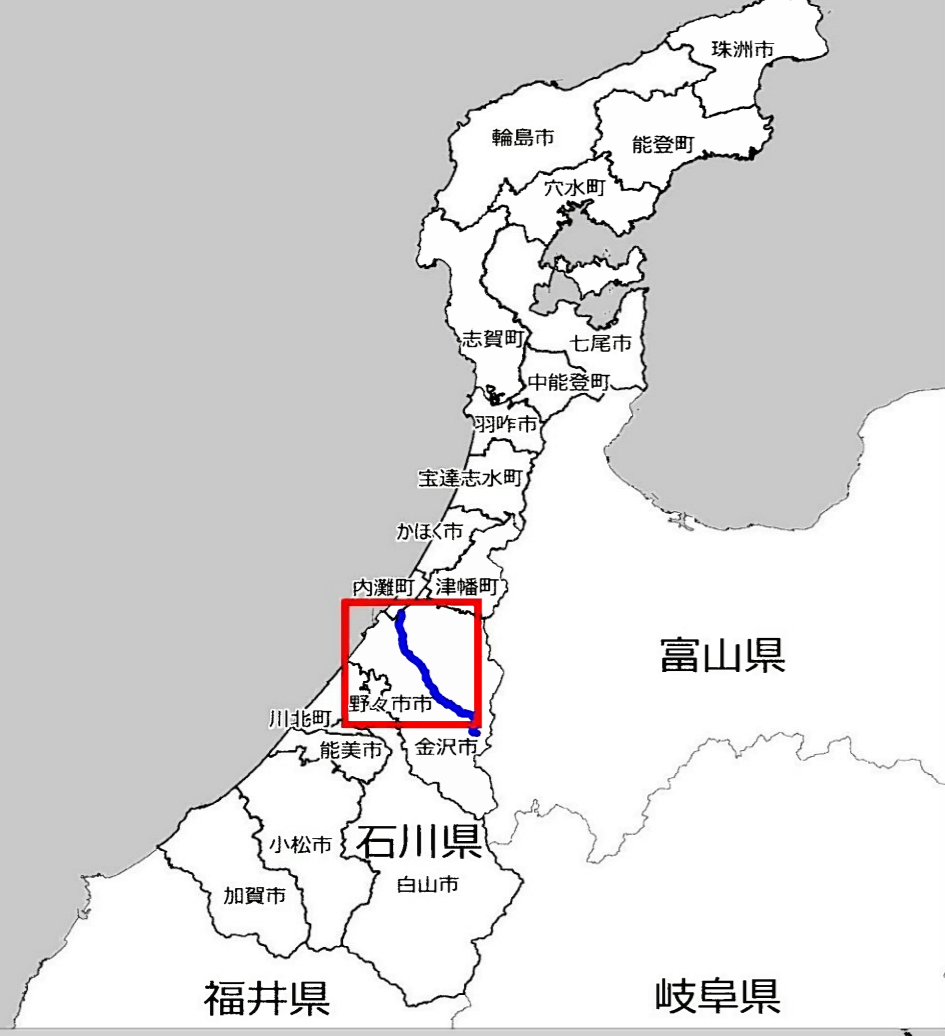 珠洲市
輪島市
能登町
穴水町
志賀町
七尾市
中能登町
羽咋市
宝達志水町
かほく市
内灘町
津幡町
富山県
野々市市
川北町
能美市
金沢市
小松市
石川県
白山市
加賀市
福井県
岐阜県